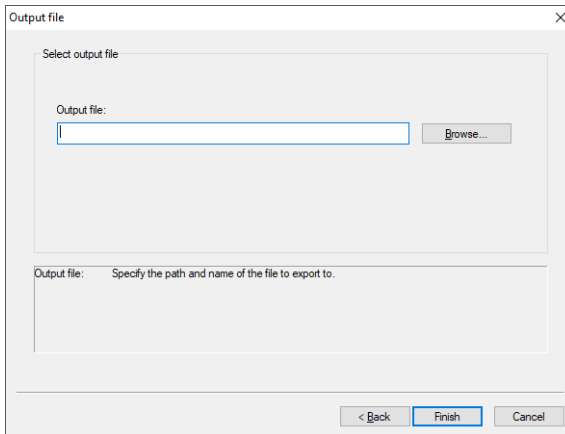 Output file
Select output file
Output file:
Browse...
Output file: Specify the path and name of the file to export to.
< Back Finish Cancel